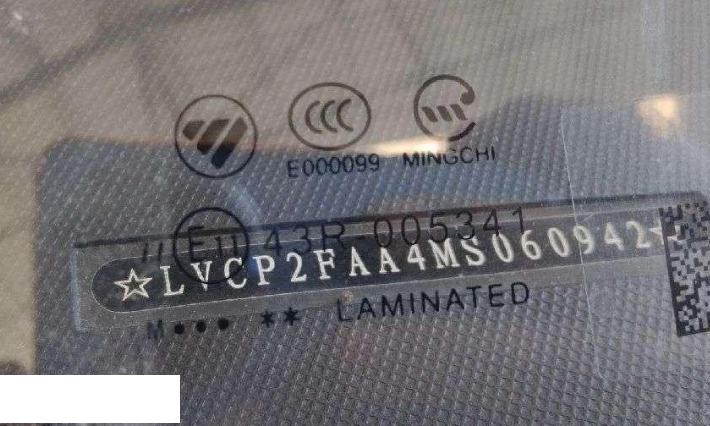 E000099 MINGCHI
E11 43R-005341
☆LVCP2FAA4MS060942☆
M●●● ** LAMINATED